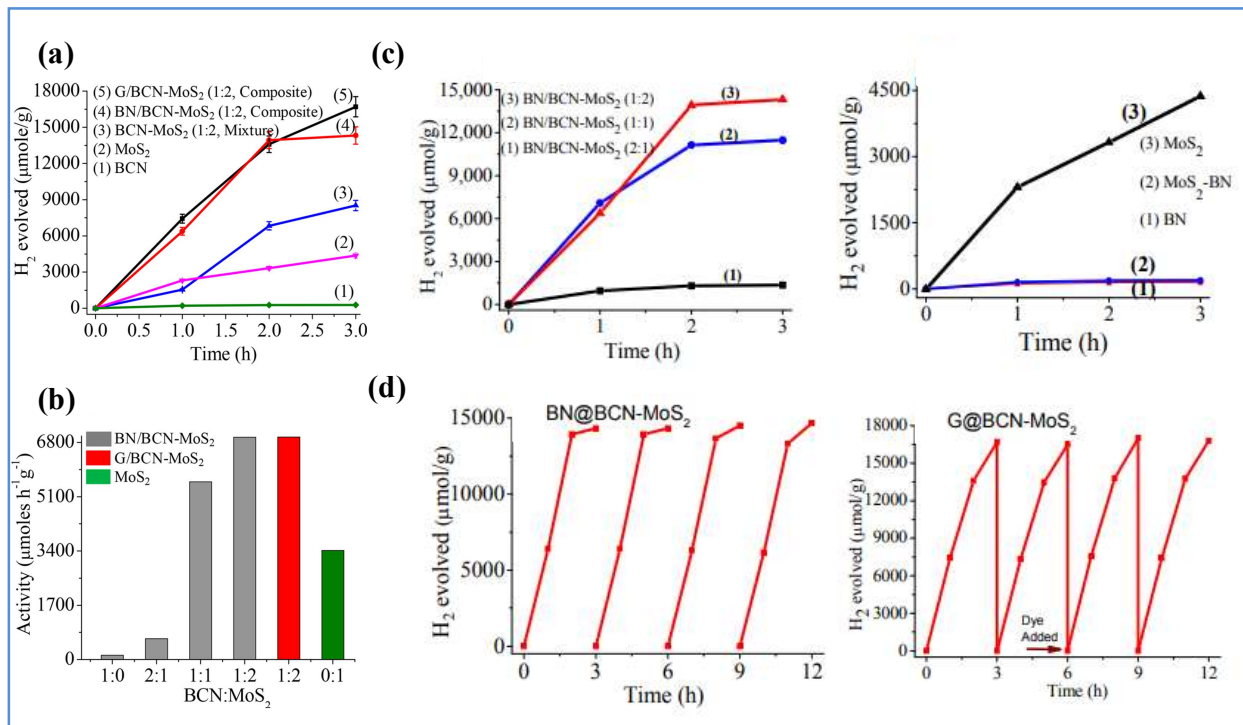 (a)
18000
15000
12000
9000
6000
3000
0
H₂ evolved (µmole/g)
(5) G/BCN-MoS₂ (1:2, Composite)
(4) BN/BCN-MoS₂ (1:2, Composite)
(3) BCN-MoS₂ (1:2, Mixture)
(2) MoS₂
(1) BCN
(5)
(4)
(3)
(2)
(1)
0.0 1.0 2.0 3.0
Time (h)
(c)
15,000
12,000
9,000
6,000
3,000
0
H₂ evolved (µmol/g)
(3) BN/BCN-MoS₂ (1:2)
(2) BN/BCN-MoS₂ (1:1)
(1) BN/BCN-MoS₂ (2:1)
(3)
(2)
(1)
0 1 2 3
Time (h)
4500
3000
1500
0
H₂ evolved (µmol/g)
(3)
(3) MoS₂
(2) MoS₂-BN
(1) BN
(2)
(1)
0 1 2 3
Time (h)
(b)
6800
5100
3400
1700
0
Activity (µmoles h⁻¹g⁻¹)
BN/BCN-MoS₂
G/BCN-MoS₂
MoS₂
1:0 2:1 1:1 1:2 1:2 0:1
BCN:MoS₂
(d)
15000
10000
5000
0
H₂ evolved (µmol/g)
BN@BCN-MoS₂
0 3 6 9 12
Time (h)
18000
15000
12000
9000
6000
3000
0
H₂ evolved (µmol/g)
G@BCN-MoS₂
Dye
Added
0 3 6 9 12
Time (h)